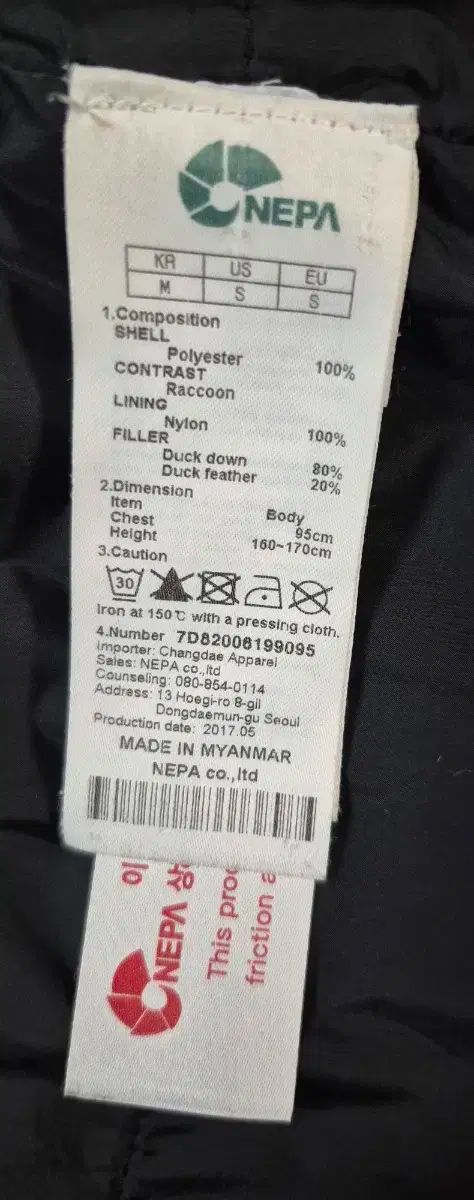 NEPA
KR US EU
M S S
1.Composition
SHELL
Polyester 100%
CONTRAST
Raccoon
LINING
Nylon 100%
FILLER
Duck down 80%
Duck feather 20%
2.Dimension
Item Body
Chest 95cm
Height 160~170cm
3.Caution
30
Iron at 150℃ with a pressing cloth.
4.Number 7D82006199095
Importer: Changdae Apparel
Sales: NEPA co.,ltd
Counseling: 080-854-0114
Address: 13 Hoegi-ro 8-gil
Dongdaemun-gu Seoul
Production date: 2017.05
MADE IN MYANMAR
NEPA co.,ltd
이
NEPA 상
This proc
friction a